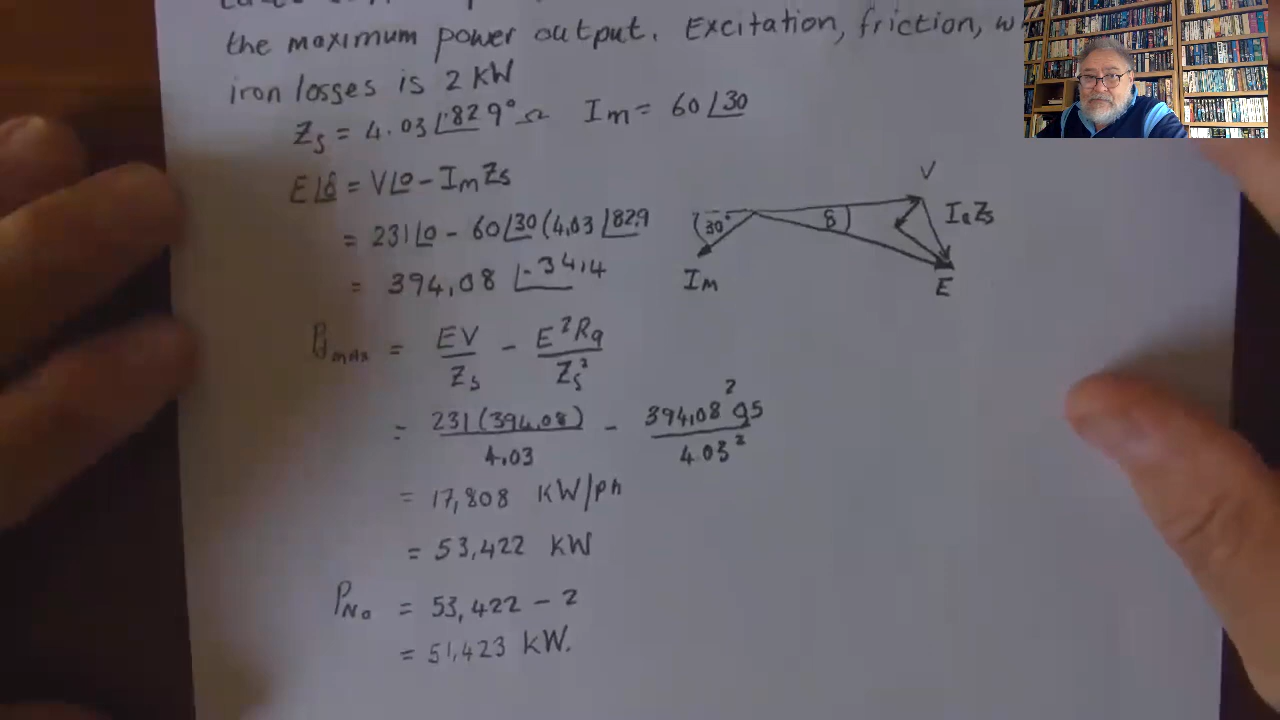 the maximum power output. Excitation, friction, w
iron losses is 2 KW
Zs = 4.03∠82.9° Ω Im = 60∠30
E∠δ = V∠0 - Im Zs
= 231∠0 - 60∠30 (4,03∠82,9
= 394,08 ∠-34,4
V
30°
δ
IaZs
Im
E
Pdmax = EV/Zs - E²Ra/Zs²
= 231(394,08)/4.03 - 394,08² 0,5/4.03²
= 17,808 KW/ph
= 53,422 KW
= 53,422 - 2
= 51,423 KW.